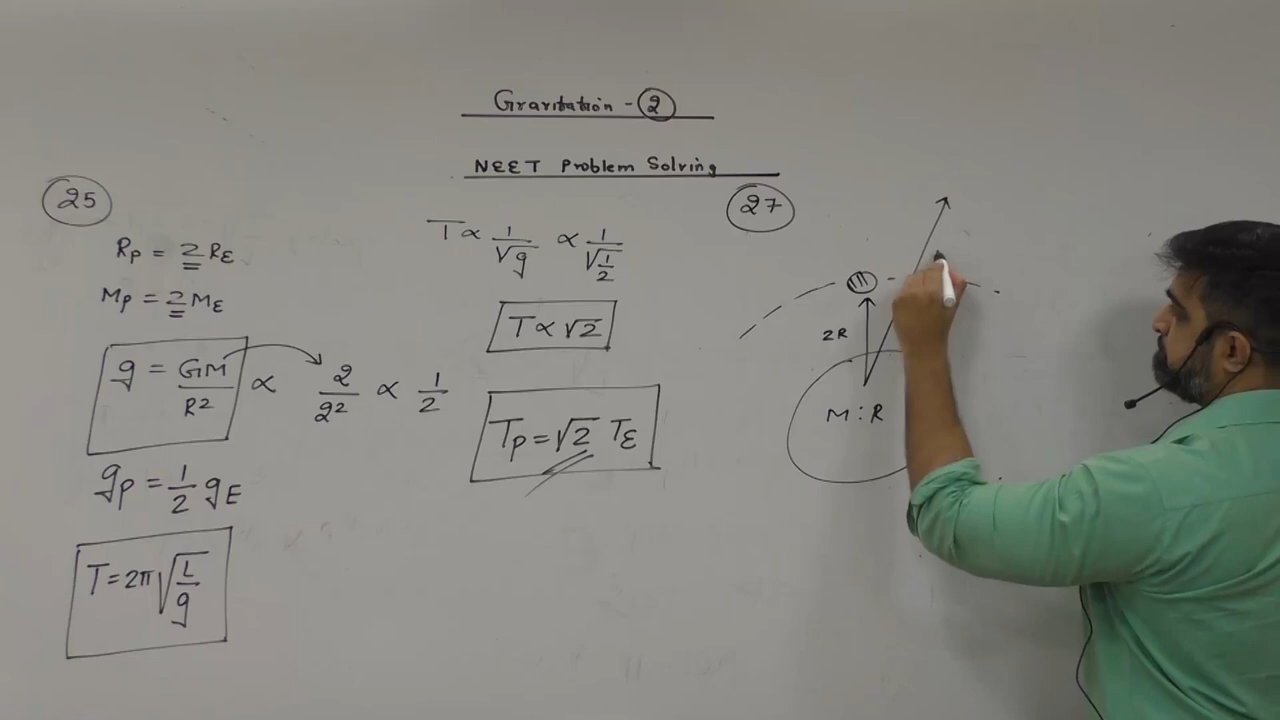 Gravitation - 2
NEET Problem Solving
25
Rp = 2 RE
Mp = 2 ME
g = GM/R² ∝ 2/2² ∝ 1/2
gp = 1/2 gE
T = 2π√(L/g)
T ∝ 1/√g ∝ 1/√(1/2)
T ∝ √2
Tp = √2 TE
27
2R
M : R